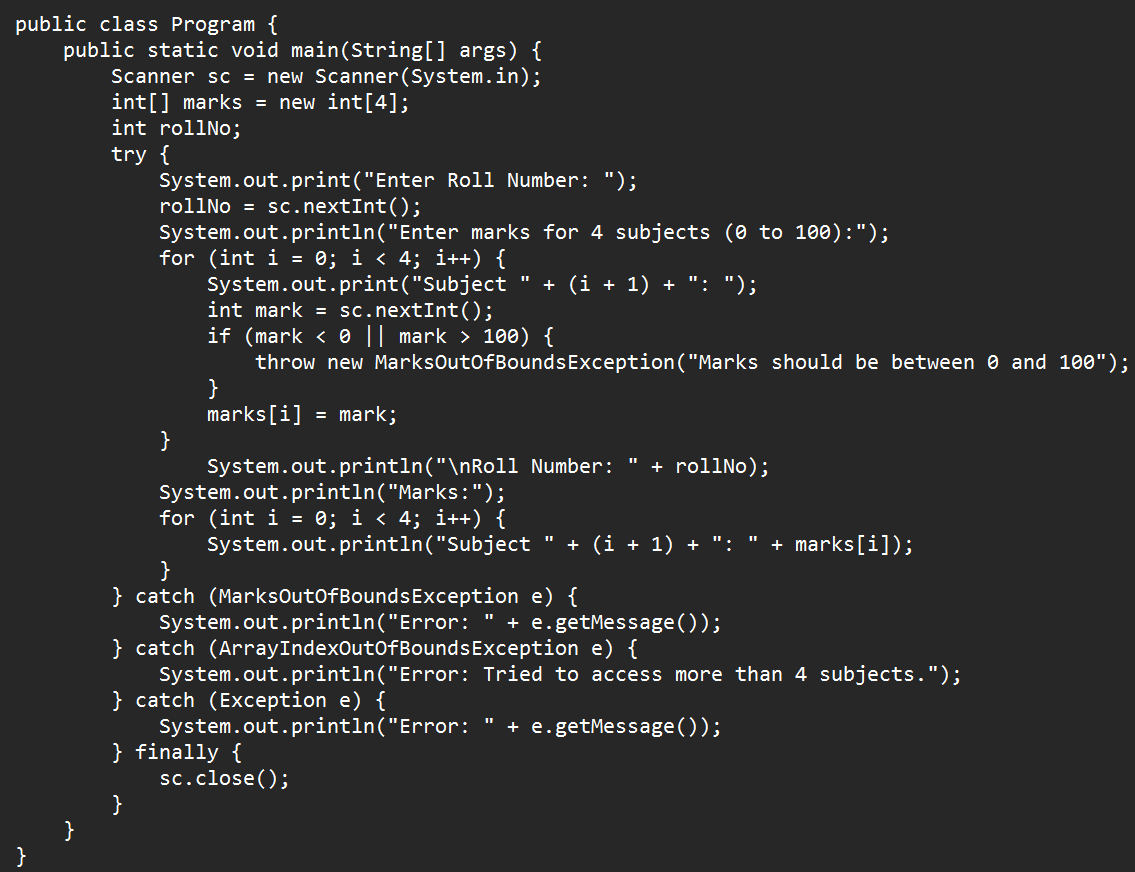 public class Program {
    public static void main(String[] args) {
        Scanner sc = new Scanner(System.in);
        int[] marks = new int[4];
        int rollNo;
        try {
            System.out.print("Enter Roll Number: ");
            rollNo = sc.nextInt();
            System.out.println("Enter marks for 4 subjects (0 to 100):");
            for (int i = 0; i < 4; i++) {
                System.out.print("Subject " + (i + 1) + ": ");
                int mark = sc.nextInt();
                if (mark < 0 || mark > 100) {
                    throw new MarksOutOfBoundsException("Marks should be between 0 and 100");
                }
                marks[i] = mark;
            }
                System.out.println("\nRoll Number: " + rollNo);
            System.out.println("Marks:");
            for (int i = 0; i < 4; i++) {
                System.out.println("Subject " + (i + 1) + ": " + marks[i]);
            }
        } catch (MarksOutOfBoundsException e) {
            System.out.println("Error: " + e.getMessage());
        } catch (ArrayIndexOutOfBoundsException e) {
            System.out.println("Error: Tried to access more than 4 subjects.");
        } catch (Exception e) {
            System.out.println("Error: " + e.getMessage());
        } finally {
            sc.close();
        }
    }
}